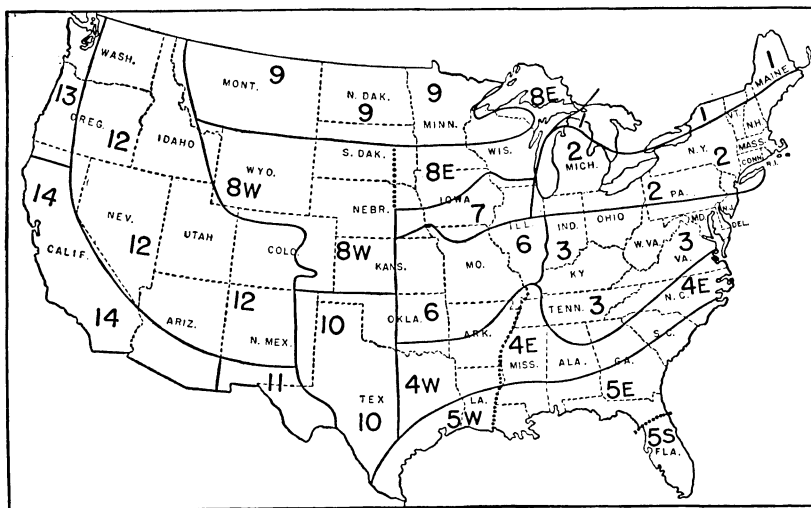 1
MAINE
WASH.
MONT.
9
N. DAK.
9
9
MINN.
8E
1
1
VT.
N.H.
13
OREG.
12
IDAHO
WYO.
8W
S. DAK.
8E
WIS.
2
MICH.
N.Y.
2
MASS.
CONN.
R.I.
14
NEV.
12
UTAH
COLO.
NEBR.
IOWA
7
ILL.
IND.
OHIO
2
PA.
N.J.
MD.
DEL.
CALIF.
14
8W
KANS.
MO.
6
3
KY
W.VA.
3
VA.
ARIZ.
12
N. MEX.
10
OKLA.
6
ARK.
TENN.
3
N.C.
4E
S.C.
11
TEX
10
4W
LA.
5W
4E
MISS.
ALA.
GA.
5E
5S
FLA.